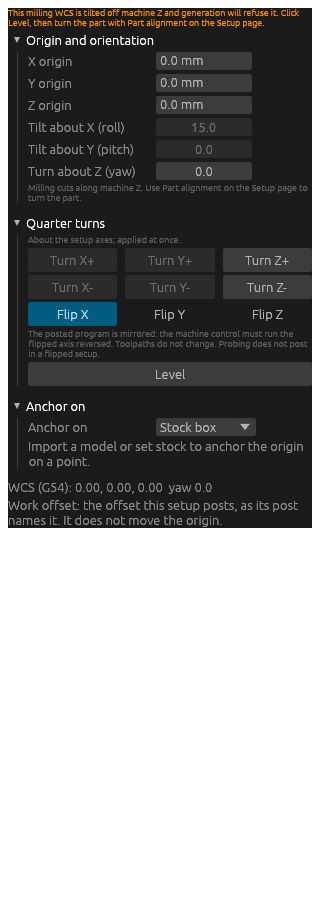 This milling WCS is tilted off machine Z and generation will refuse it. Click
Level, then turn the part with Part alignment on the Setup page.
Origin and orientation
X origin 0.0 mm
Y origin 0.0 mm
Z origin 0.0 mm
Tilt about X (roll) 15.0
Tilt about Y (pitch) 0.0
Turn about Z (yaw) 0.0
Milling cuts along machine Z. Use Part alignment on the Setup page to
turn the part.
Quarter turns
About the setup axes; applied at once.
Turn X+ Turn Y+ Turn Z+
Turn X- Turn Y- Turn Z-
Flip X Flip Y Flip Z
The posted program is mirrored: the machine control must run the
flipped axis reversed. Toolpaths do not change. Probing does not post
in a flipped setup.
Level
Anchor on
Anchor on Stock box
Import a model or set stock to anchor the origin
on a point.
WCS (G54): 0.00, 0.00, 0.00 yaw 0.0
Work offset: the offset this setup posts, as its post
names it. It does not move the origin.